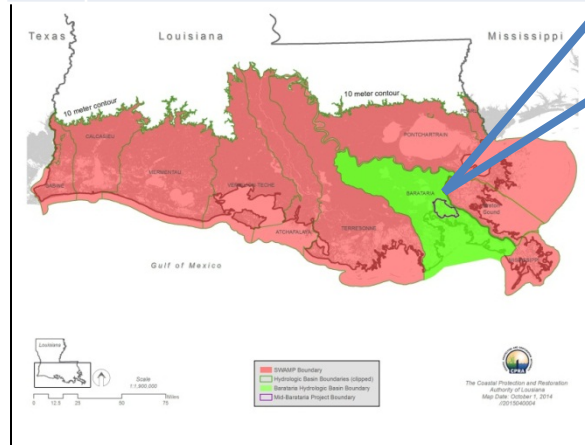 Texas
Louisiana
Mississippi
10 meter contour
10 meter contour
PONTCHARTRAIN
CALCASIEU
MERMENTAU
SABINE
BARATARIA
TERREBONNE
ATCHAFALAYA
Gulf of Mexico
Louisiana
Scale
1:1,800,000
0 12.5 25 50 75
Miles
SWAMP Boundary
Hydrologic Basin Boundaries (clipped)
Barataria Hydrologic Basin Boundary
Mid-Barataria Project Boundary
CPRA
The Coastal Protection and Restoration
Authority of Louisiana
Map Date: October 1, 2014